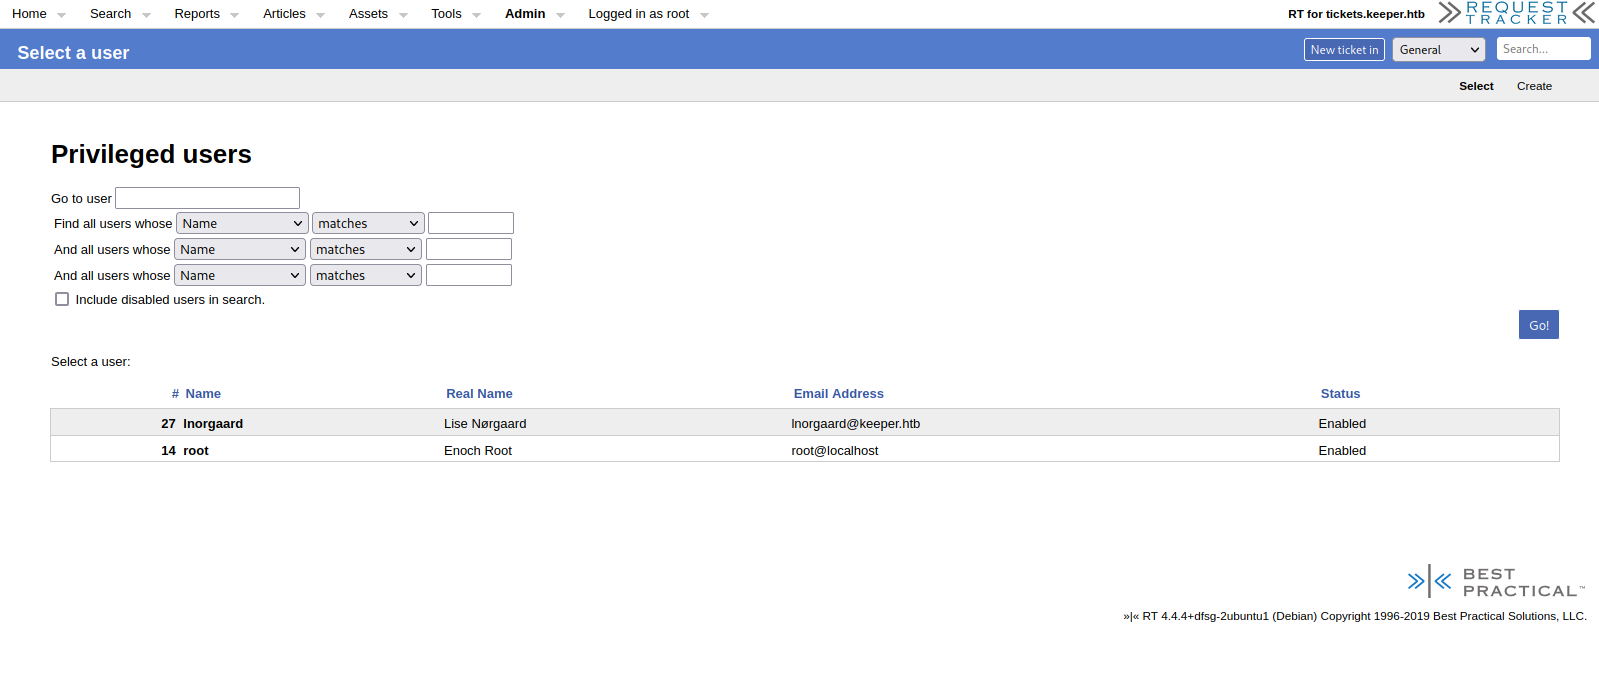 Home Search Reports Articles Assets Tools Admin Logged in as root RT for tickets.keeper.htb REQUEST TRACKER
Select a user New ticket in General Search...
Select Create
Privileged users
Go to user
Find all users whose Name matches
And all users whose Name matches
And all users whose Name matches
Include disabled users in search.
Go!
Select a user:
# Name Real Name Email Address Status
27 lnorgaard Lise Nørgaard lnorgaard@keeper.htb Enabled
14 root Enoch Root root@localhost Enabled
BEST
PRACTICAL™
»|« RT 4.4.4+dfsg-2ubuntu1 (Debian) Copyright 1996-2019 Best Practical Solutions, LLC.